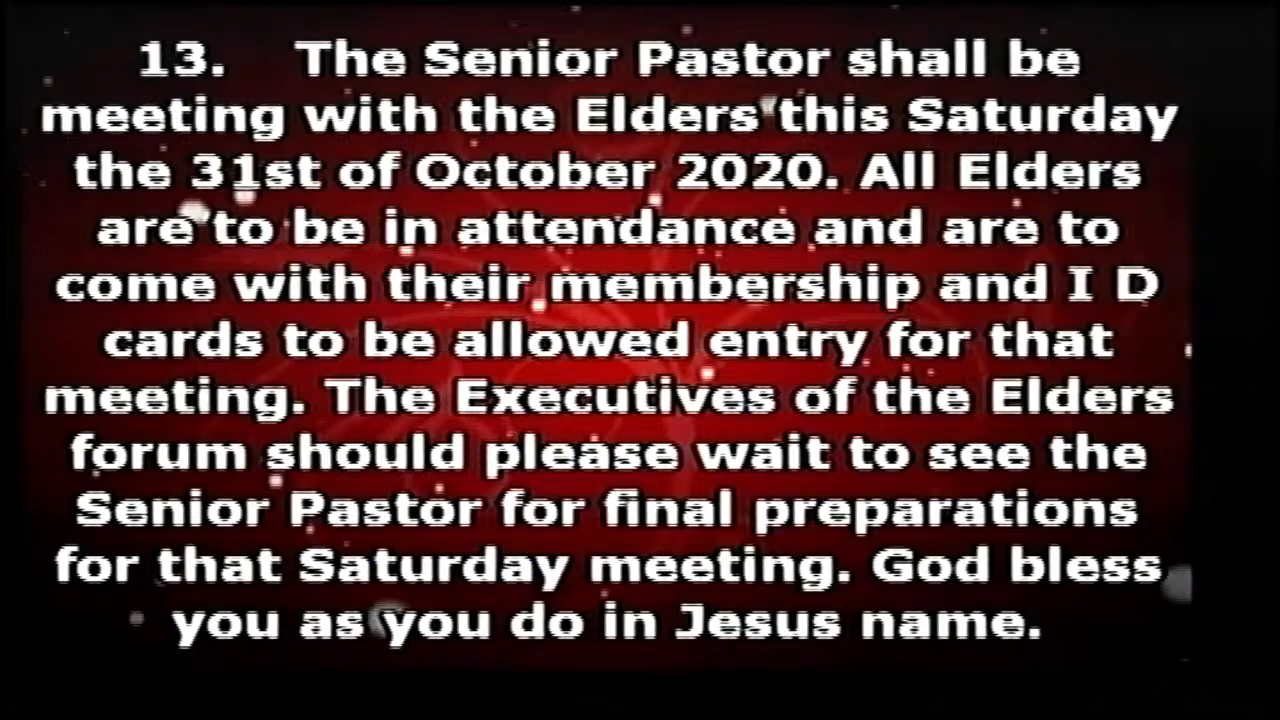 13. The Senior Pastor shall be
meeting with the Elders this Saturday
the 31st of October 2020. All Elders
are to be in attendance and are to
come with their membership and I D
cards to be allowed entry for that
meeting. The Executives of the Elders
forum should please wait to see the
Senior Pastor for final preparations
for that Saturday meeting. God bless
you as you do in Jesus name.